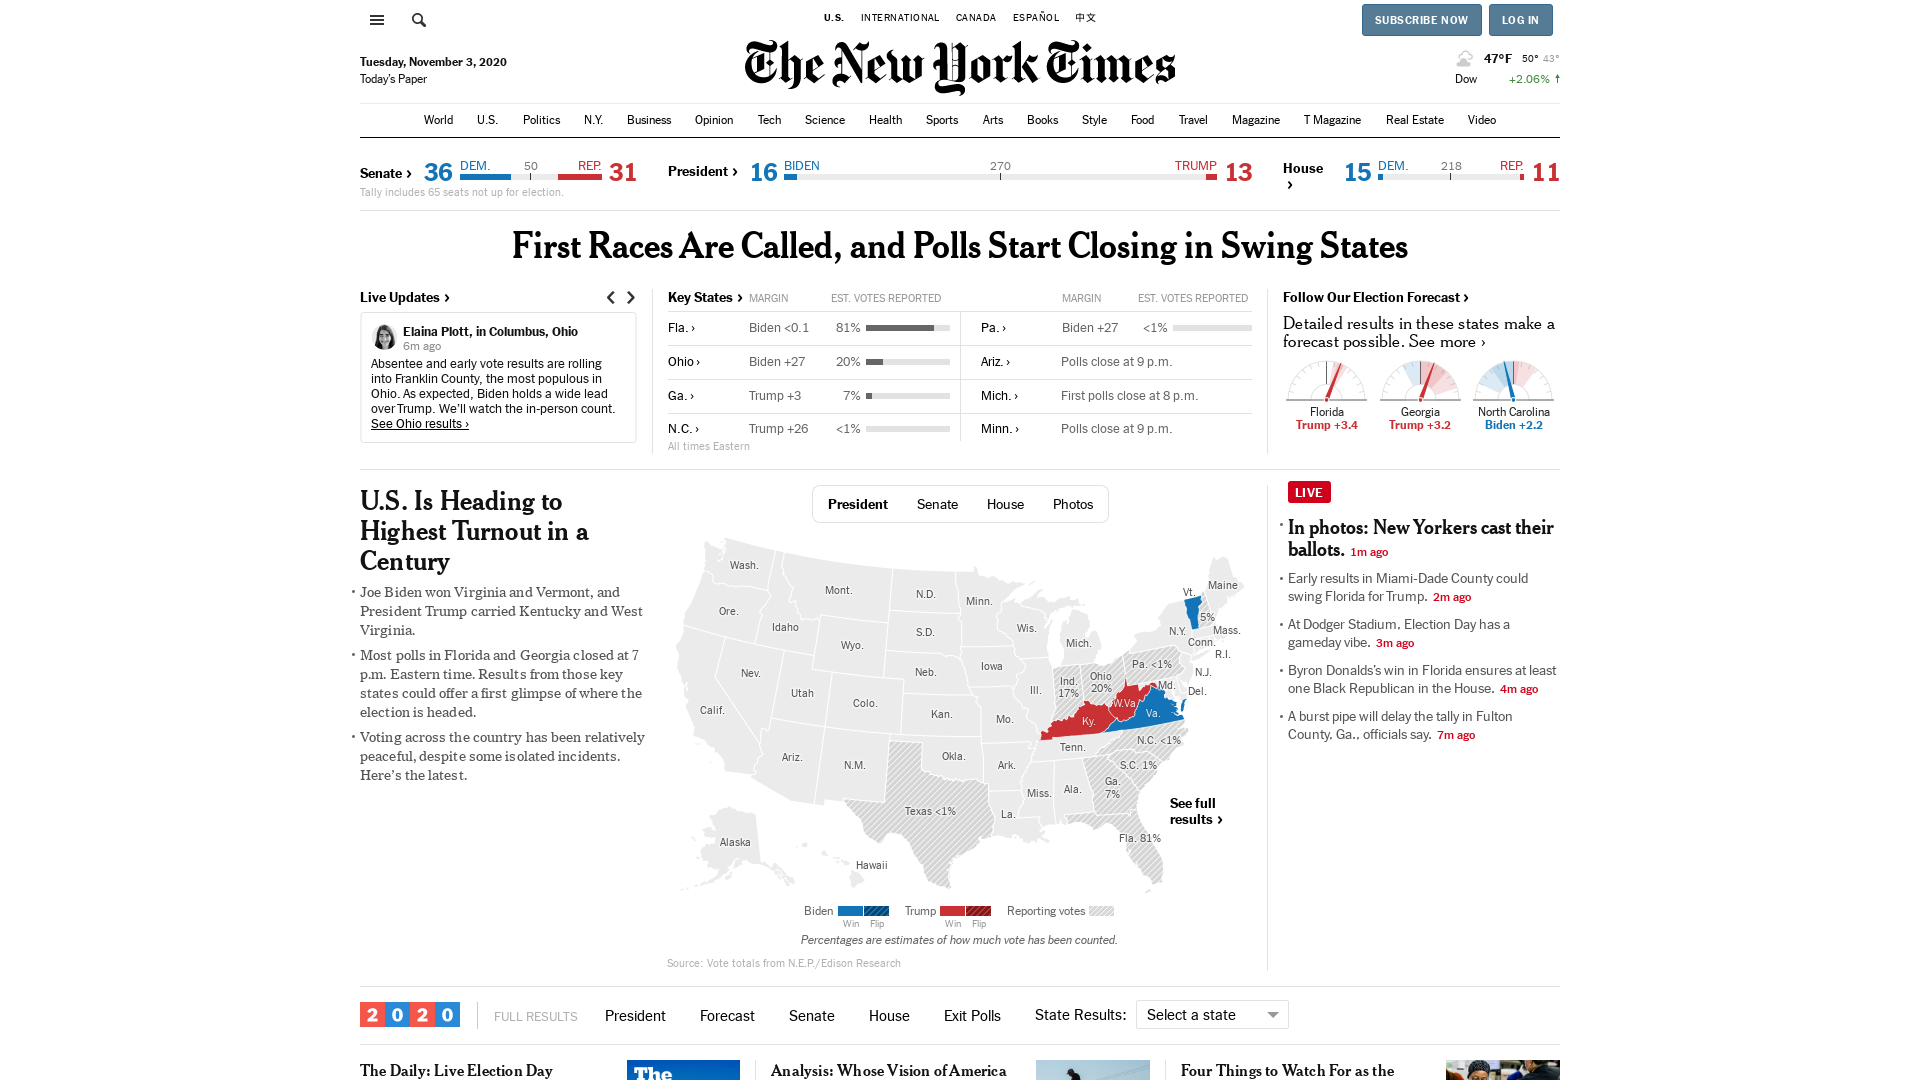 U.S. INTERNATIONAL CANADA ESPAÑOL 中文
SUBSCRIBE NOW LOG IN
Tuesday, November 3, 2020
Today's Paper
The New York Times
47°F 50° 43°
Dow +2.06% ↑
World U.S. Politics N.Y. Business Opinion Tech Science Health Sports Arts Books Style Food Travel Magazine T Magazine Real Estate Video
Senate › 36 DEM. 50 REP. 31
Tally includes 65 seats not up for election.
President › 16 BIDEN 270 TRUMP 13
House › 15 DEM. 218 REP. 11
First Races Are Called, and Polls Start Closing in Swing States
Live Updates ›
Elaina Plott, in Columbus, Ohio
6m ago
Absentee and early vote results are rolling
into Franklin County, the most populous in
Ohio. As expected, Biden holds a wide lead
over Trump. We'll watch the in-person count.
See Ohio results ›
Key States › MARGIN EST. VOTES REPORTED MARGIN EST. VOTES REPORTED
Fla. › Biden <0.1 81% Pa. › Biden +27 <1%
Ohio › Biden +27 20% Ariz. › Polls close at 9 p.m.
Ga. › Trump +3 7% Mich. › First polls close at 8 p.m.
N.C. › Trump +26 <1% Minn. › Polls close at 9 p.m.
All times Eastern
Follow Our Election Forecast ›
Detailed results in these states make a
forecast possible. See more ›
Florida Georgia North Carolina
Trump +3.4 Trump +3.2 Biden +2.2
U.S. Is Heading to
Highest Turnout in a
Century
• Joe Biden won Virginia and Vermont, and
President Trump carried Kentucky and West
Virginia.
• Most polls in Florida and Georgia closed at 7
p.m. Eastern time. Results from those key
states could offer a first glimpse of where the
election is headed.
• Voting across the country has been relatively
peaceful, despite some isolated incidents.
Here's the latest.
President Senate House Photos
Wash.
Mont.
N.D.
Minn.
Vt.
Maine
Ore.
Idaho
S.D.
Wis.
5%
N.Y.
Mass.
Wyo.
Mich.
Conn.
R.I.
Nev.
Neb.
Iowa
Pa. <1%
N.J.
Utah
Ill.
Ind.
17%
Ohio
20%
Md.
Del.
Calif.
Colo.
Kan.
Mo.
Ky.
W.Va.
Va.
Tenn.
N.C. <1%
Ariz.
N.M.
Okla.
Ark.
S.C. 1%
Miss.
Ala.
Ga.
7%
Texas <1%
La.
Fla. 81%
Alaska
Hawaii
See full
results ›
Biden Trump Reporting votes
Win Flip Win Flip
Percentages are estimates of how much vote has been counted.
Source: Vote totals from N.E.P./Edison Research
LIVE
• In photos: New Yorkers cast their
ballots. 1m ago
• Early results in Miami-Dade County could
swing Florida for Trump. 2m ago
• At Dodger Stadium, Election Day has a
gameday vibe. 3m ago
• Byron Donalds's win in Florida ensures at least
one Black Republican in the House. 4m ago
• A burst pipe will delay the tally in Fulton
County, Ga., officials say. 7m ago
2020 FULL RESULTS President Forecast Senate House Exit Polls State Results: Select a state
The Daily: Live Election Day
The
Analysis: Whose Vision of America
Four Things to Watch For as the